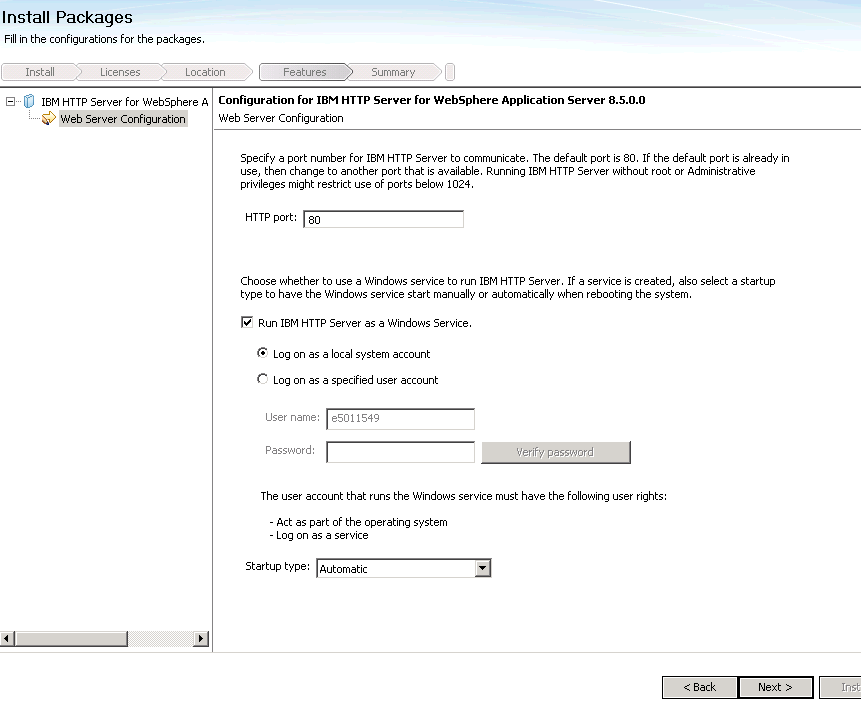 Install Packages
Fill in the configurations for the packages.
Install
Licenses
Location
Features
Summary
IBM HTTP Server for WebSphere A
Web Server Configuration
Configuration for IBM HTTP Server for WebSphere Application Server 8.5.0.0
Web Server Configuration
Specify a port number for IBM HTTP Server to communicate. The default port is 80. If the default port is already in
use, then change to another port that is available. Running IBM HTTP Server without root or Administrative
privileges might restrict use of ports below 1024.
HTTP port: 80
Choose whether to use a Windows service to run IBM HTTP Server. If a service is created, also select a startup
type to have the Windows service start manually or automatically when rebooting the system.
Run IBM HTTP Server as a Windows Service.
Log on as a local system account
Log on as a specified user account
User name: e5011549
Password:
Verify password
The user account that runs the Windows service must have the following user rights:
- Act as part of the operating system
- Log on as a service
Startup type: Automatic
< Back
Next >
Inst